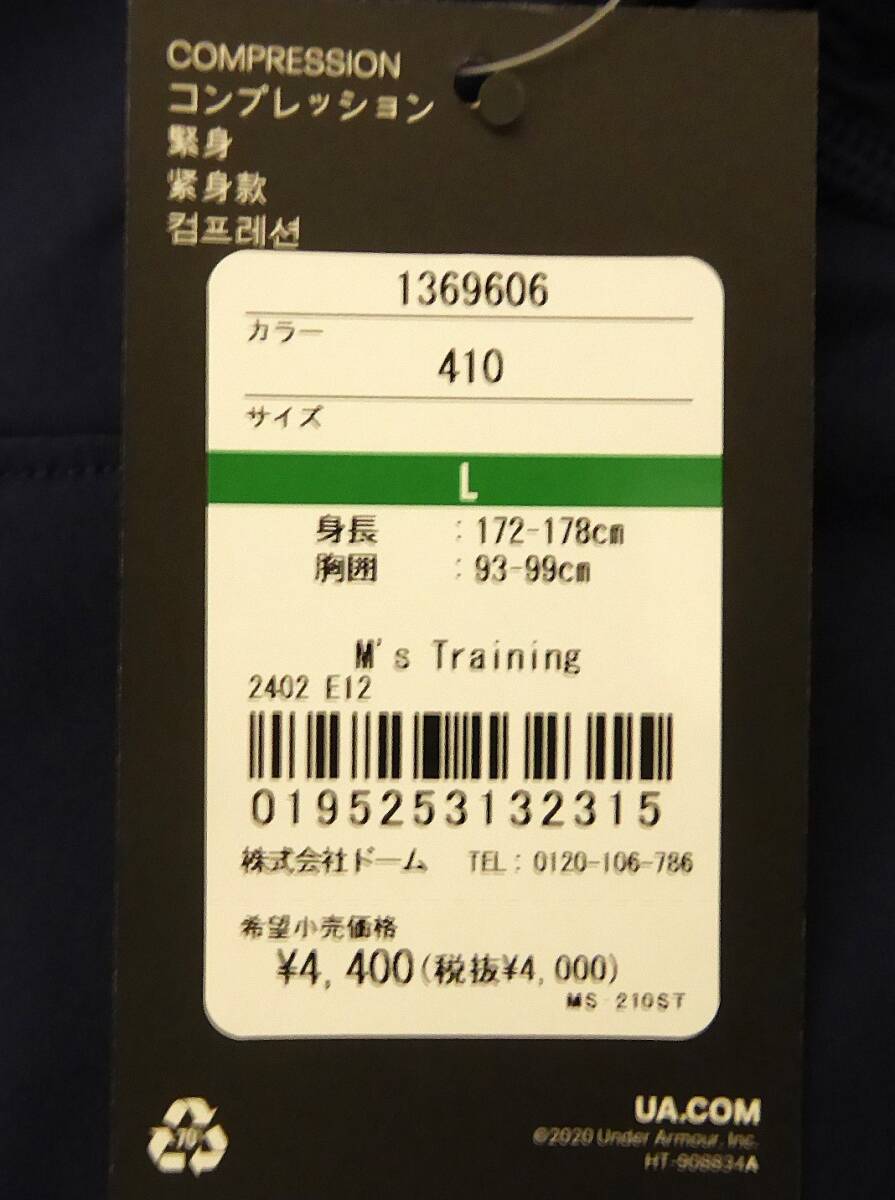 COMPRESSION
コンプレッション
緊身
紧身款
컴프레션
1369606
カラー
410
サイズ
L
身長 : 172-178cm
胸囲 : 93-99cm
M's Training
2402 E12
0195253132315
株式会社ドーム TEL: 0120-106-786
希望小売価格
¥4,400(税抜¥4,000)
MS-210ST
70
UA.COM
©2020 Under Armour, Inc.
HT-908834A